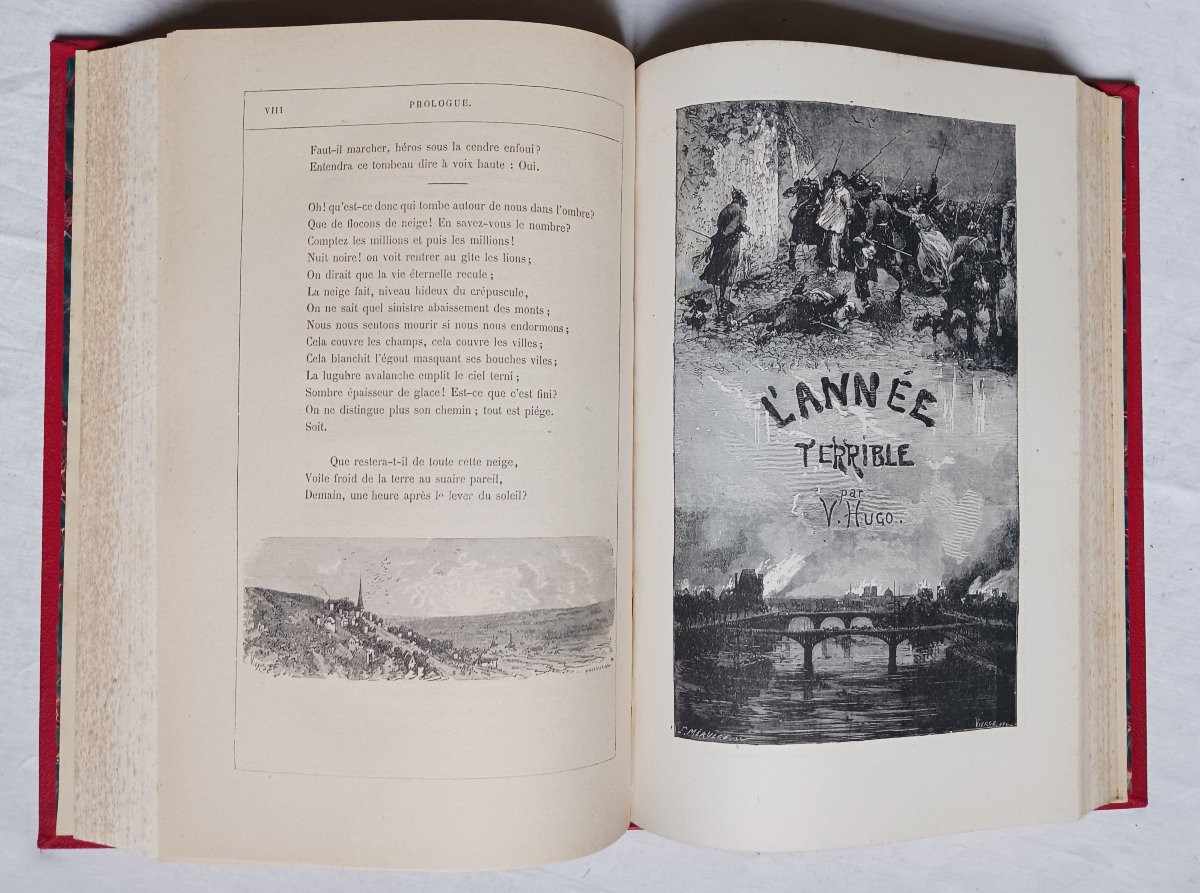 VIII
PROLOGUE.
Faut-il marcher, héros sous la cendre enfoui?
Entendra ce tombeau dire à voix haute : Oui.
Oh! qu'est-ce donc qui tombe autour de nous dans l'ombre?
Que de flocons de neige! En savez-vous le nombre?
Comptez les millions et puis les millions!
Nuit noire! on voit rentrer au gîte les lions;
On dirait que la vie éternelle recule;
La neige fait, niveau hideux du crépuscule,
On ne sait quel sinistre abaissement des monts;
Nous nous sentons mourir si nous nous endormons;
Cela couvre les champs, cela couvre les villes;
Cela blanchit l'égout masquant ses bouches viles;
La lugubre avalanche emplit le ciel terni;
Sombre épaisseur de glace! Est-ce que c'est fini?
On ne distingue plus son chemin; tout est piége.
Soit.
Que restera-t-il de toute cette neige,
Voile froid de la terre au suaire pareil,
Demain, une heure après le lever du soleil?
L'ANNÉE
TERRIBLE
par
V. HUGO.